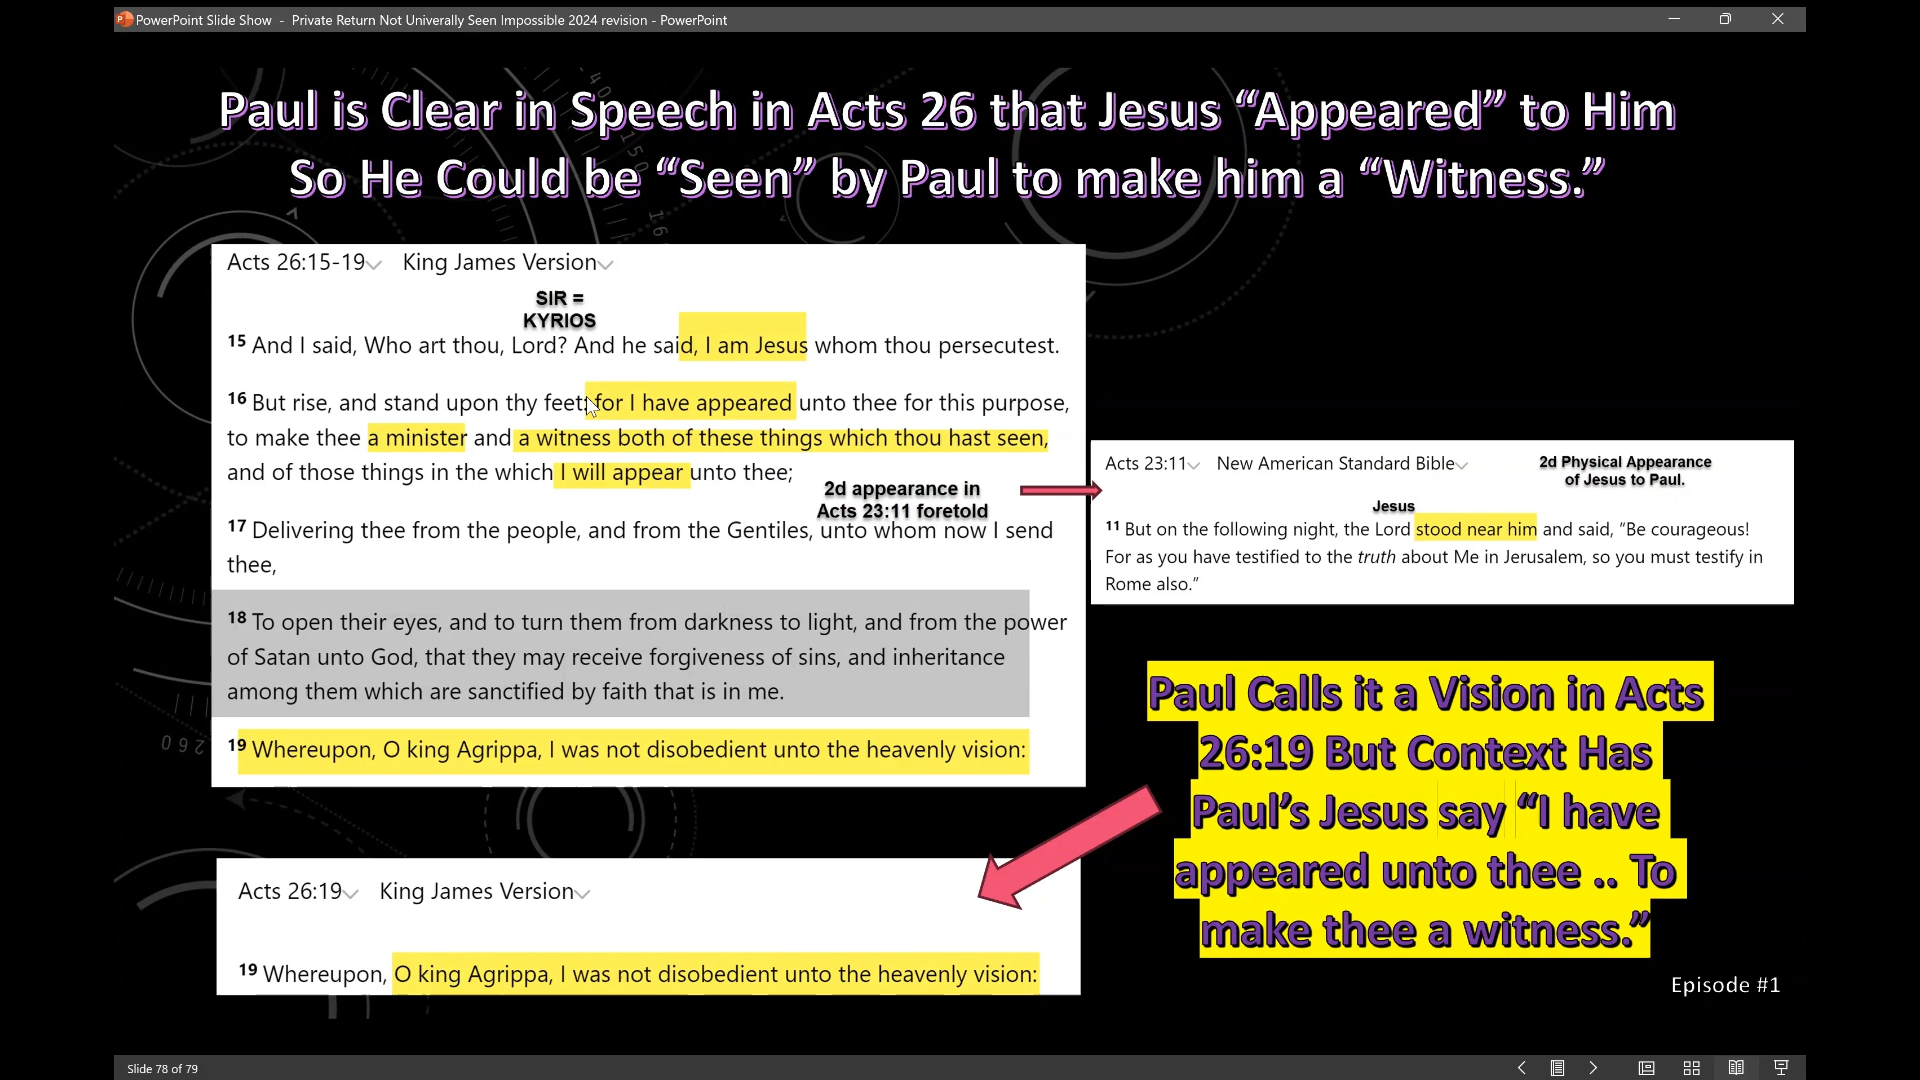 PowerPoint Slide Show - Private Return Not Univerally Seen Impossible 2024 revision - PowerPoint
Paul is Clear in Speech in Acts 26 that Jesus “Appeared” to Him
So He Could be “Seen” by Paul to make him a “Witness.”
Acts 26:15-19 King James Version
SIR =
KYRIOS
15 And I said, Who art thou, Lord? And he said, I am Jesus whom thou persecutest.
16 But rise, and stand upon thy feet: for I have appeared unto thee for this purpose,
to make thee a minister and a witness both of these things which thou hast seen,
and of those things in the which I will appear unto thee;
2d appearance in
Acts 23:11 foretold
17 Delivering thee from the people, and from the Gentiles, unto whom now I send
thee,
18 To open their eyes, and to turn them from darkness to light, and from the power
of Satan unto God, that they may receive forgiveness of sins, and inheritance
among them which are sanctified by faith that is in me.
19 Whereupon, O king Agrippa, I was not disobedient unto the heavenly vision:
Acts 23:11 New American Standard Bible
2d Physical Appearance
of Jesus to Paul.
Jesus
11 But on the following night, the Lord stood near him and said, “Be courageous!
For as you have testified to the truth about Me in Jerusalem, so you must testify in
Rome also.”
Paul Calls it a Vision in Acts
26:19 But Context Has
Paul’s Jesus say “I have
appeared unto thee .. To
make thee a witness.”
Acts 26:19 King James Version
19 Whereupon, O king Agrippa, I was not disobedient unto the heavenly vision:
Episode #1
Slide 78 of 79
150
160
260